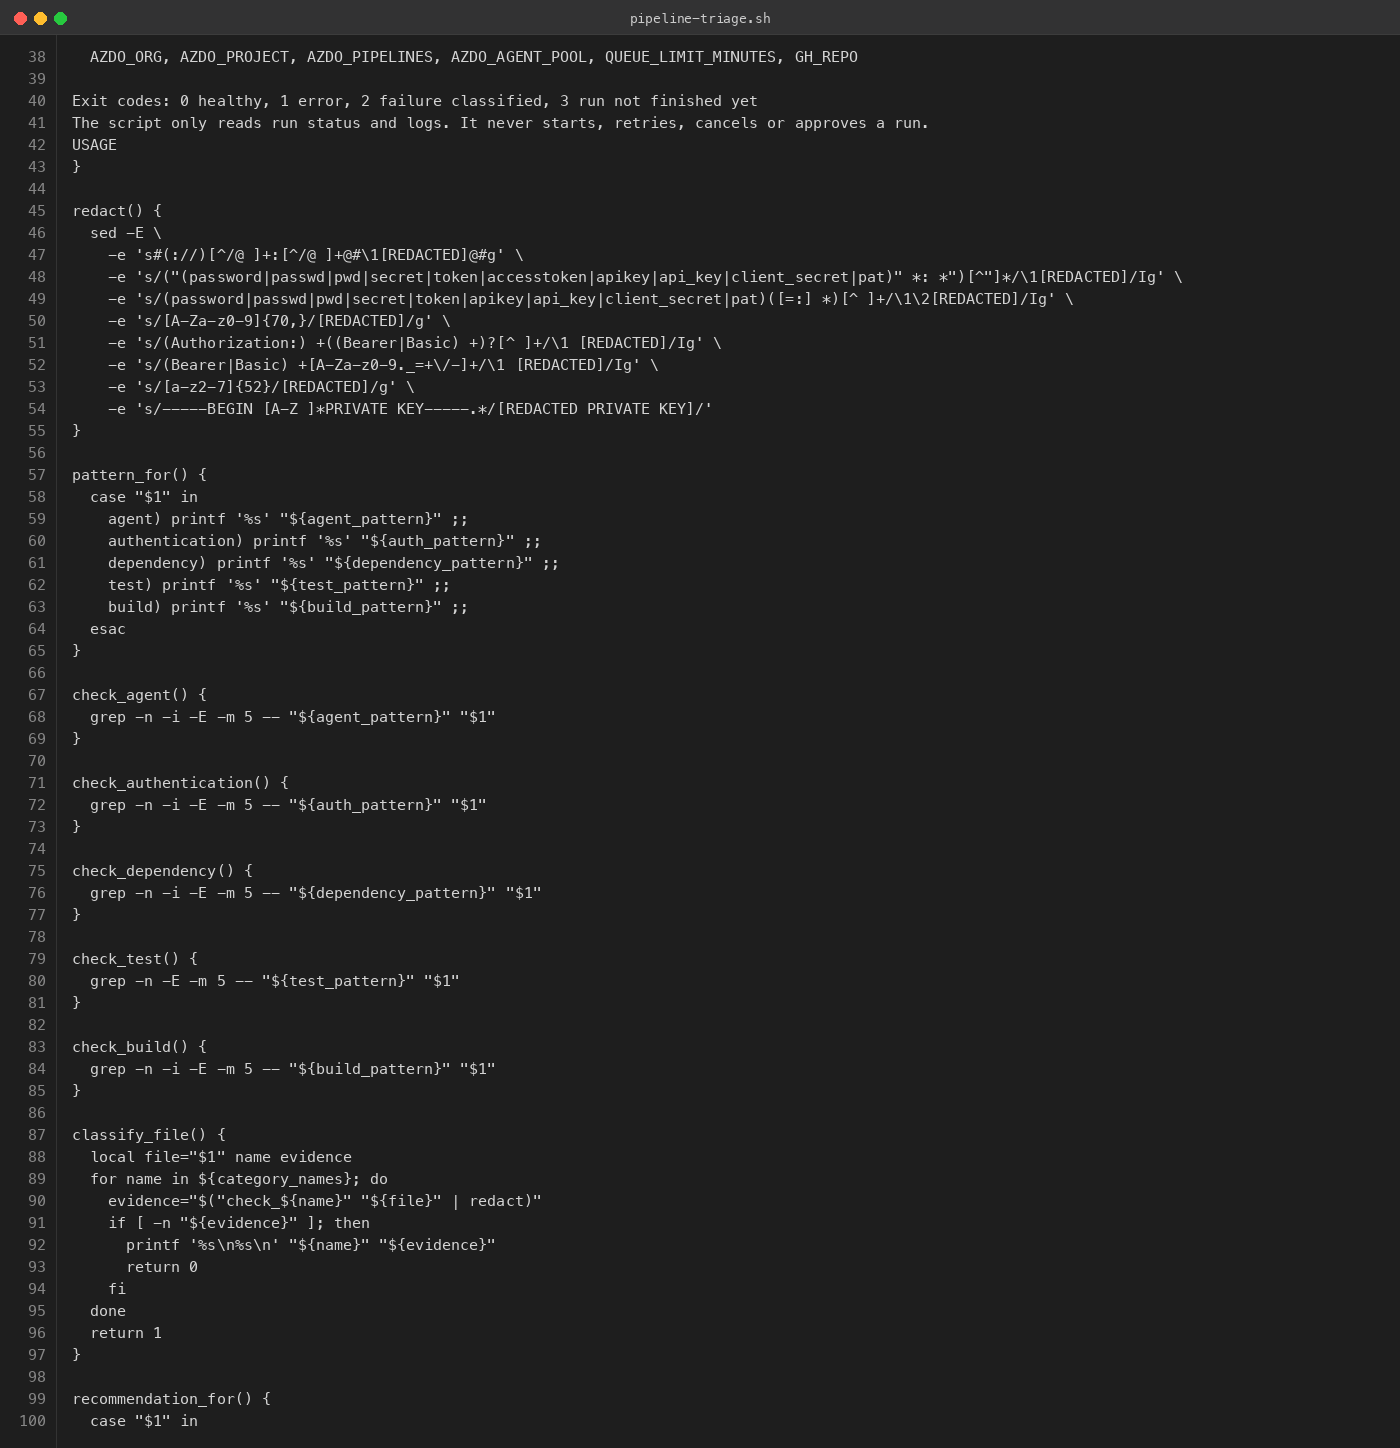 pipeline-triage.sh
38   AZDO_ORG, AZDO_PROJECT, AZDO_PIPELINES, AZDO_AGENT_POOL, QUEUE_LIMIT_MINUTES, GH_REPO
39
40 Exit codes: 0 healthy, 1 error, 2 failure classified, 3 run not finished yet
41 The script only reads run status and logs. It never starts, retries, cancels or approves a run.
42 USAGE
43 }
44
45 redact() {
46   sed -E \
47     -e 's#(://)[^/@ ]+:[^/@ ]+@#\1[REDACTED]@#g' \
48     -e 's/("(password|passwd|pwd|secret|token|accesstoken|apikey|api_key|client_secret|pat)" *: *")[^"]*/\1[REDACTED]/Ig' \
49     -e 's/(password|passwd|pwd|secret|token|apikey|api_key|client_secret|pat)([=:] *)[^ ]+/\1\2[REDACTED]/Ig' \
50     -e 's/[A-Za-z0-9]{70,}/[REDACTED]/g' \
51     -e 's/(Authorization:) +((Bearer|Basic) +)?[^ ]+/\1 [REDACTED]/Ig' \
52     -e 's/(Bearer|Basic) +[A-Za-z0-9._=+\/-]+/\1 [REDACTED]/Ig' \
53     -e 's/[a-z2-7]{52}/[REDACTED]/g' \
54     -e 's/-----BEGIN [A-Z ]*PRIVATE KEY-----.*/[REDACTED PRIVATE KEY]/'
55 }
56
57 pattern_for() {
58   case "$1" in
59     agent) printf '%s' "${agent_pattern}" ;;
60     authentication) printf '%s' "${auth_pattern}" ;;
61     dependency) printf '%s' "${dependency_pattern}" ;;
62     test) printf '%s' "${test_pattern}" ;;
63     build) printf '%s' "${build_pattern}" ;;
64   esac
65 }
66
67 check_agent() {
68   grep -n -i -E -m 5 -- "${agent_pattern}" "$1"
69 }
70
71 check_authentication() {
72   grep -n -i -E -m 5 -- "${auth_pattern}" "$1"
73 }
74
75 check_dependency() {
76   grep -n -i -E -m 5 -- "${dependency_pattern}" "$1"
77 }
78
79 check_test() {
80   grep -n -E -m 5 -- "${test_pattern}" "$1"
81 }
82
83 check_build() {
84   grep -n -i -E -m 5 -- "${build_pattern}" "$1"
85 }
86
87 classify_file() {
88   local file="$1" name evidence
89   for name in ${category_names}; do
90     evidence="$("check_${name}" "${file}" | redact)"
91     if [ -n "${evidence}" ]; then
92       printf '%s\n%s\n' "${name}" "${evidence}"
93       return 0
94     fi
95   done
96   return 1
97 }
98
99 recommendation_for() {
100   case "$1" in